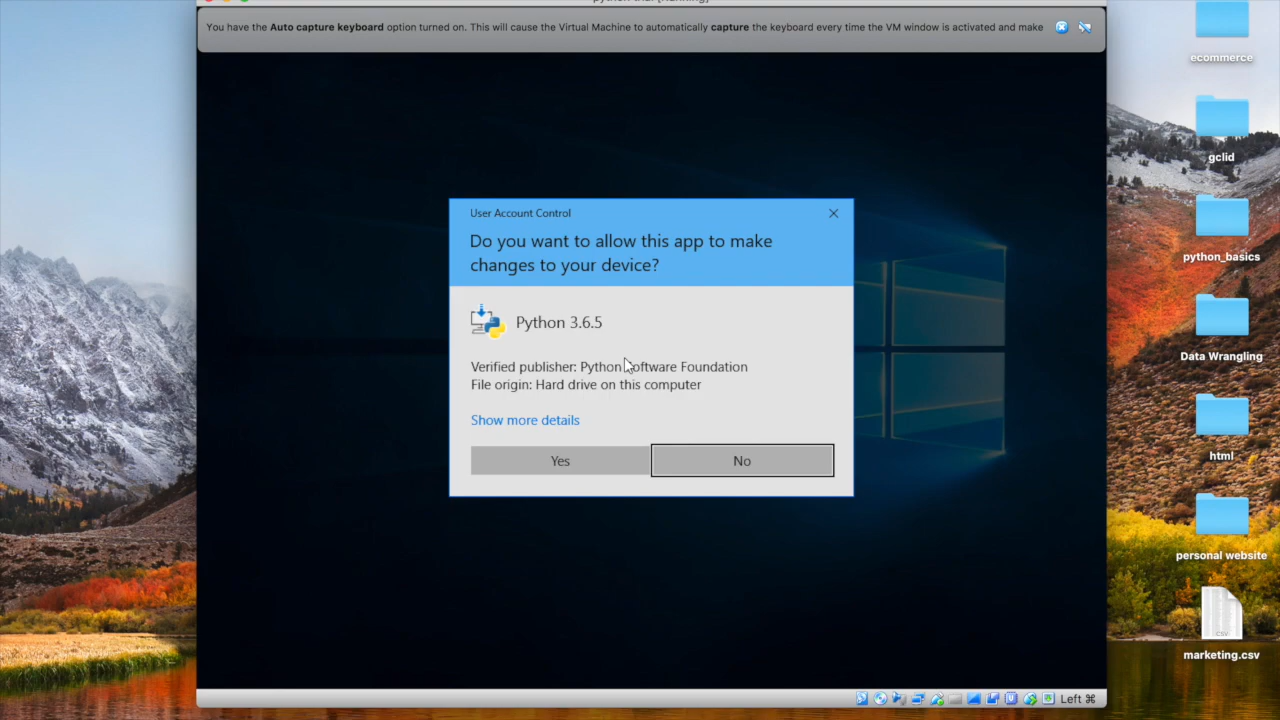 You have the Auto capture keyboard option turned on. This will cause the Virtual Machine to automatically capture the keyboard every time the VM window is activated and make
User Account Control
Do you want to allow this app to make
changes to your device?
Python 3.6.5
Verified publisher: Python Software Foundation
File origin: Hard drive on this computer
Show more details
Yes
No
ecommerce
gclid
python_basics
Data Wrangling
html
personal website
CSV
marketing.csv
Left ⌘